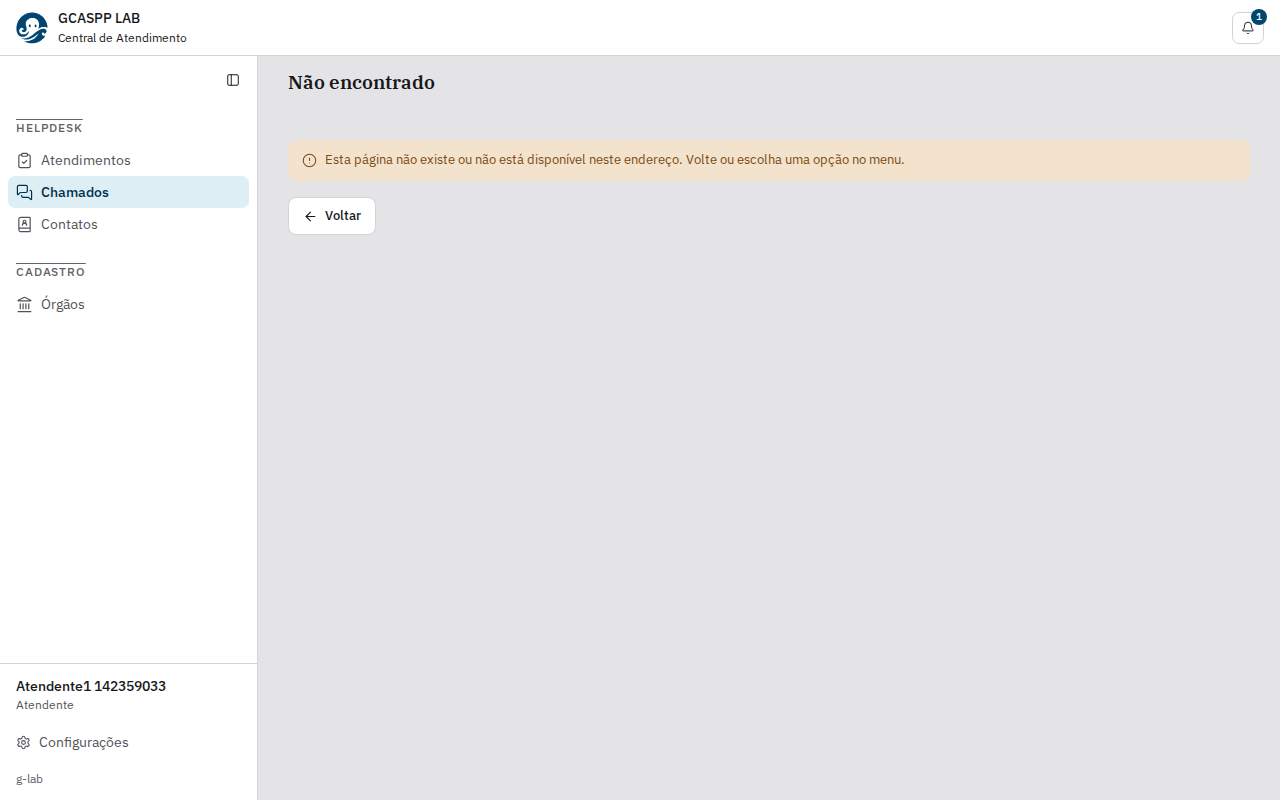 GCASPP LAB
Central de Atendimento
1
HELPDESK
Atendimentos
Chamados
Contatos
CADASTRO
Órgãos
Não encontrado
Esta página não existe ou não está disponível neste endereço. Volte ou escolha uma opção no menu.
Voltar
Atendente1 142359033
Atendente
Configurações
g-lab